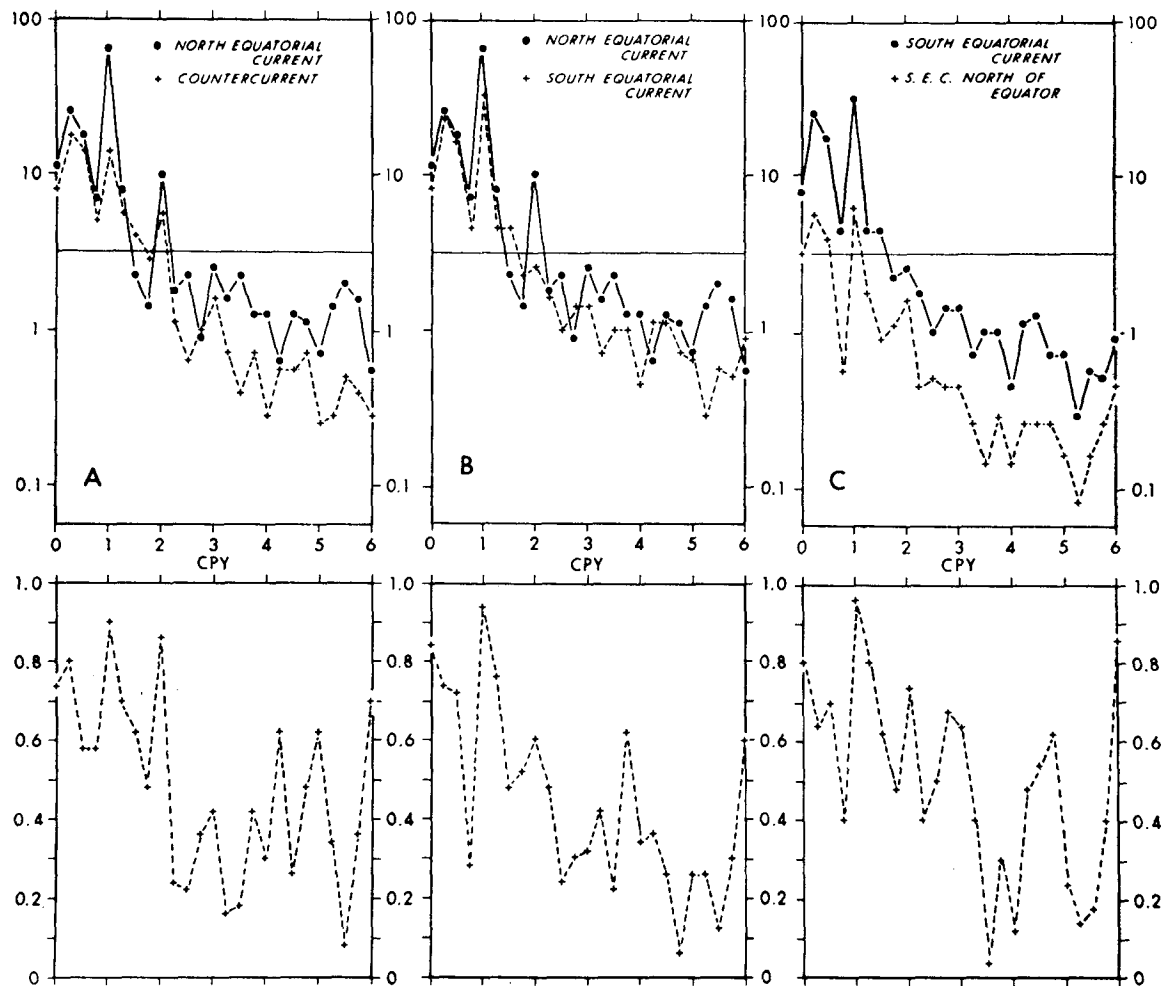 100
10
1
0.1
● NORTH EQUATORIAL
CURRENT
+ COUNTERCURRENT
A
0 1 2 3 4 5 6
CPY
100
10
1
0.1
● NORTH EQUATORIAL
CURRENT
+ SOUTH EQUATORIAL
CURRENT
B
0 1 2 3 4 5 6
CPY
100
10
1
0.1
● SOUTH EQUATORIAL
CURRENT
+ S. E. C. NORTH OF
EQUATOR
C
0 1 2 3 4 5 6
CPY
100
10
1
0.1
1.0
0.8
0.6
0.4
0.2
0
1.0
0.8
0.6
0.4
0.2
0
1.0
0.8
0.6
0.4
0.2
0
1.0
0.8
0.6
0.4
0.2
0